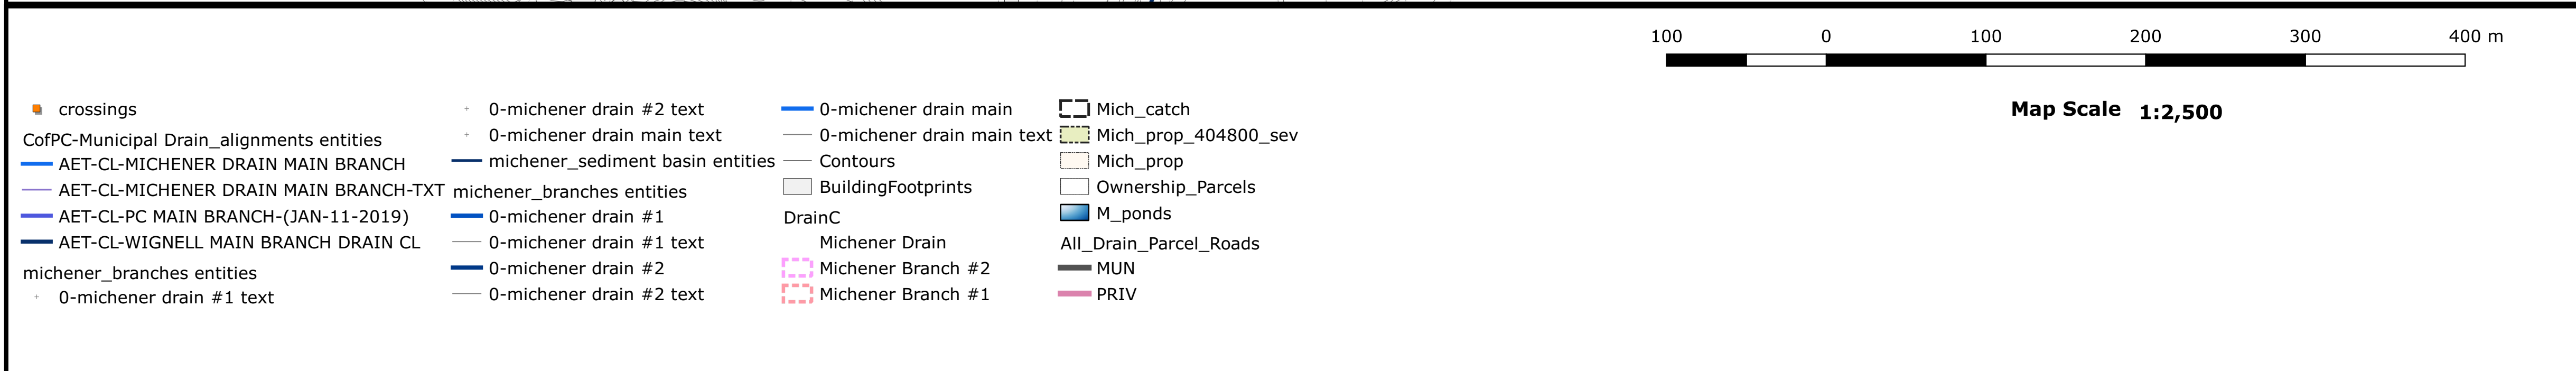 crossings
CofPC-Municipal Drain_alignments entities
AET-CL-MICHENER DRAIN MAIN BRANCH
AET-CL-MICHENER DRAIN MAIN BRANCH-TXT
AET-CL-PC MAIN BRANCH-(JAN-11-2019)
AET-CL-WIGNELL MAIN BRANCH DRAIN CL
michener_branches entities
0-michener drain #1 text
0-michener drain #2 text
0-michener drain main text
michener_sediment basin entities
michener_branches entities
0-michener drain #1
0-michener drain #1 text
0-michener drain #2
0-michener drain #2 text
0-michener drain main
0-michener drain main text
Contours
BuildingFootprints
DrainC
Michener Drain
Michener Branch #2
Michener Branch #1
Mich_catch
Mich_prop_404800_sev
Mich_prop
Ownership_Parcels
M_ponds
All_Drain_Parcel_Roads
MUN
PRIV
100 0 100 200 300 400 m
Map Scale 1:2,500